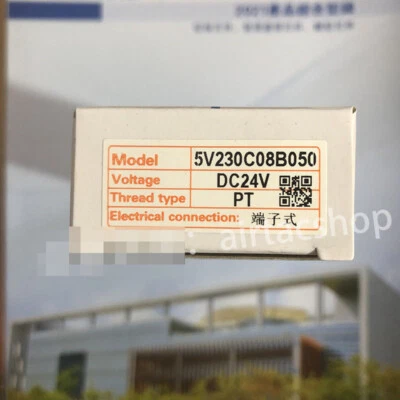 Model 5V230C08B050
Voltage DC24V
Thread type PT
Electrical connection: 端子式
airtacshop